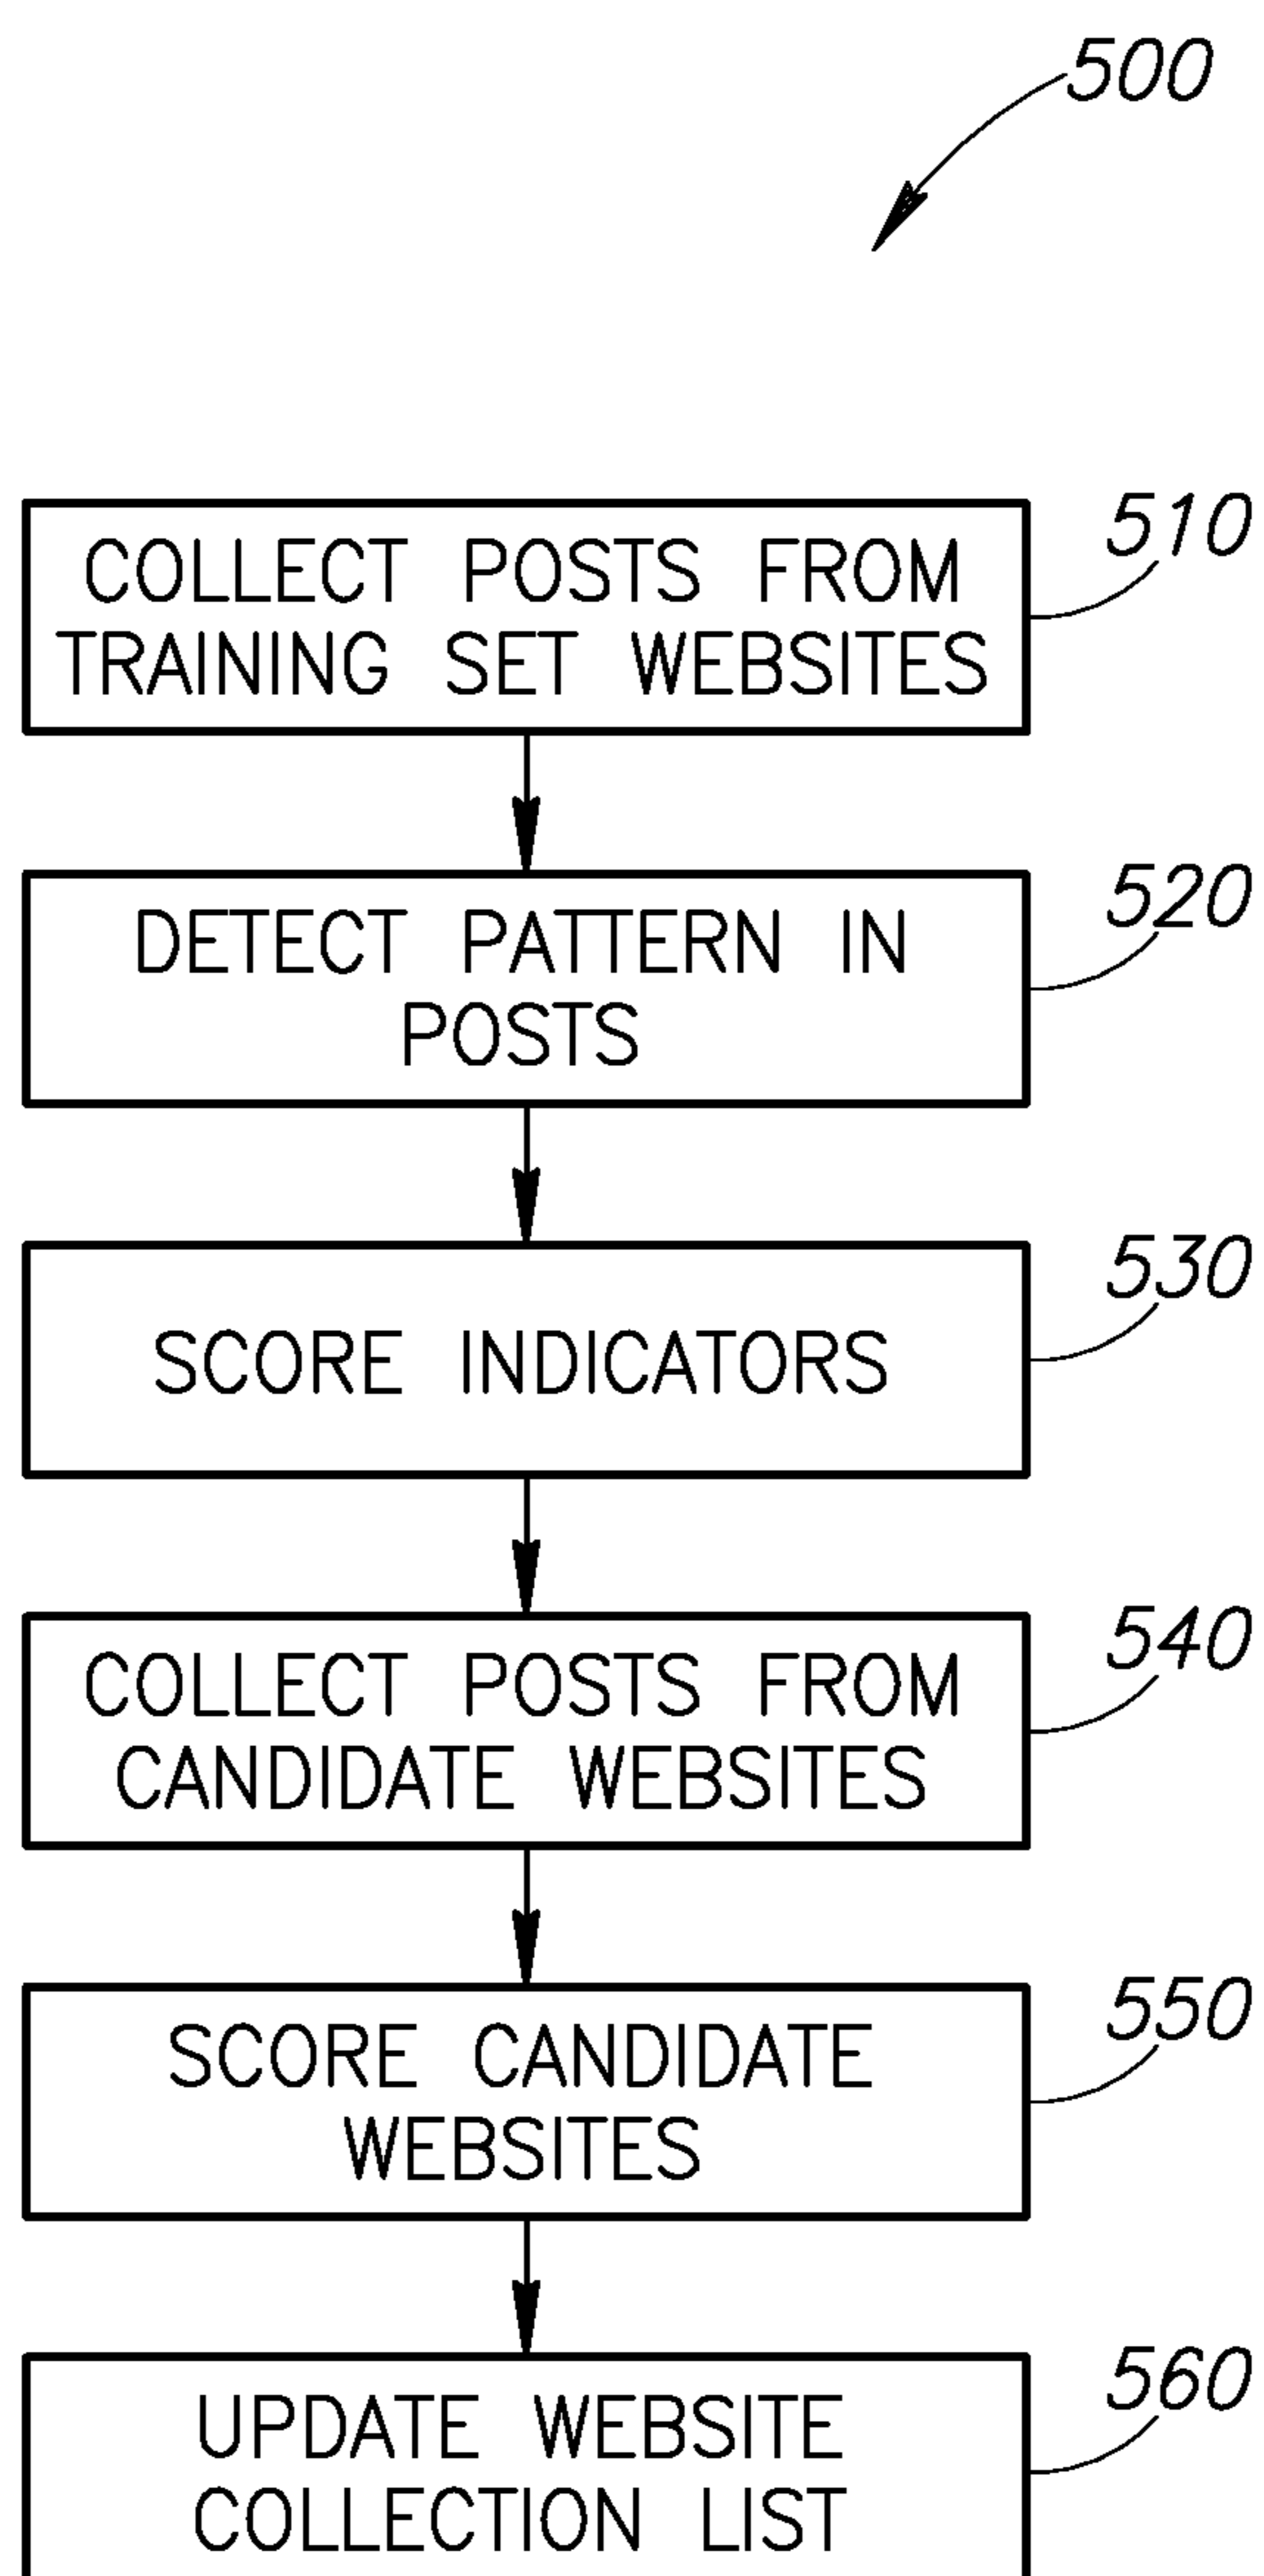 500
COLLECT POSTS FROM
TRAINING SET WEBSITES
510
DETECT PATTERN IN
POSTS
520
SCORE INDICATORS
530
COLLECT POSTS FROM
CANDIDATE WEBSITES
540
SCORE CANDIDATE
WEBSITES
550
UPDATE WEBSITE
COLLECTION LIST
560